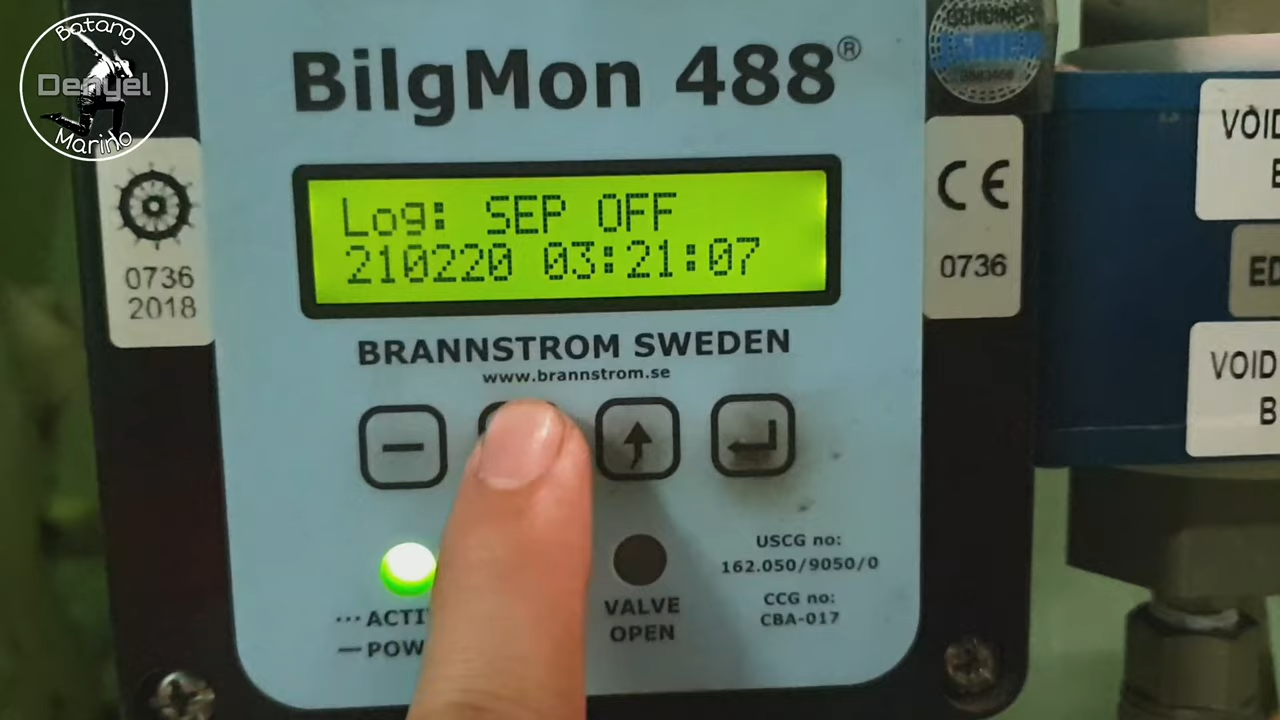 Batang
Denyel
Marino
BilgMon 488®
GENUINE
Log: SEP OFF
210220 03:21:07
0736
2018
CE
0736
BRANNSTROM SWEDEN
www.brannstrom.se
VOID
VOID
B
USCG no:
162.050/9050/0
CCG no:
CBA-017
VALVE
OPEN